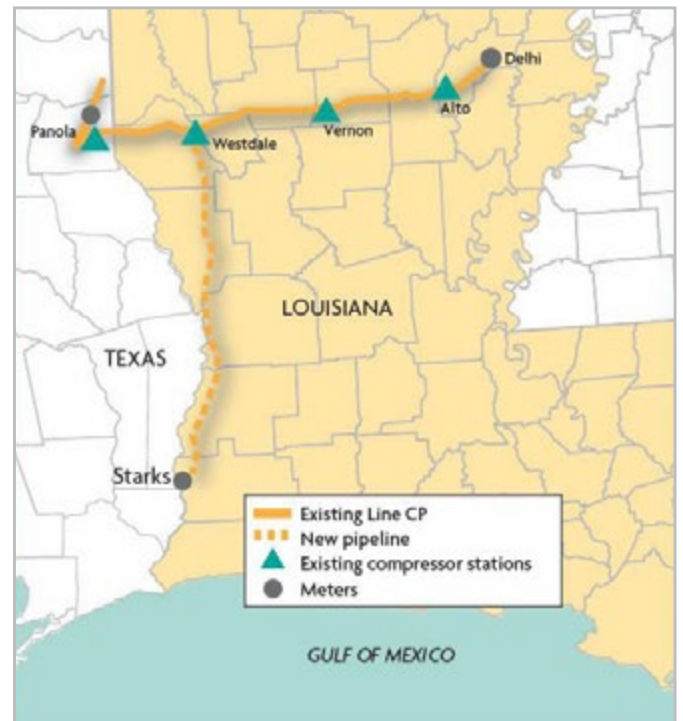 Delhi
Alto
Panola
Vernon
Westdale
LOUISIANA
TEXAS
Starks
Existing Line CP
New pipeline
Existing compressor stations
Meters
GULF OF MEXICO